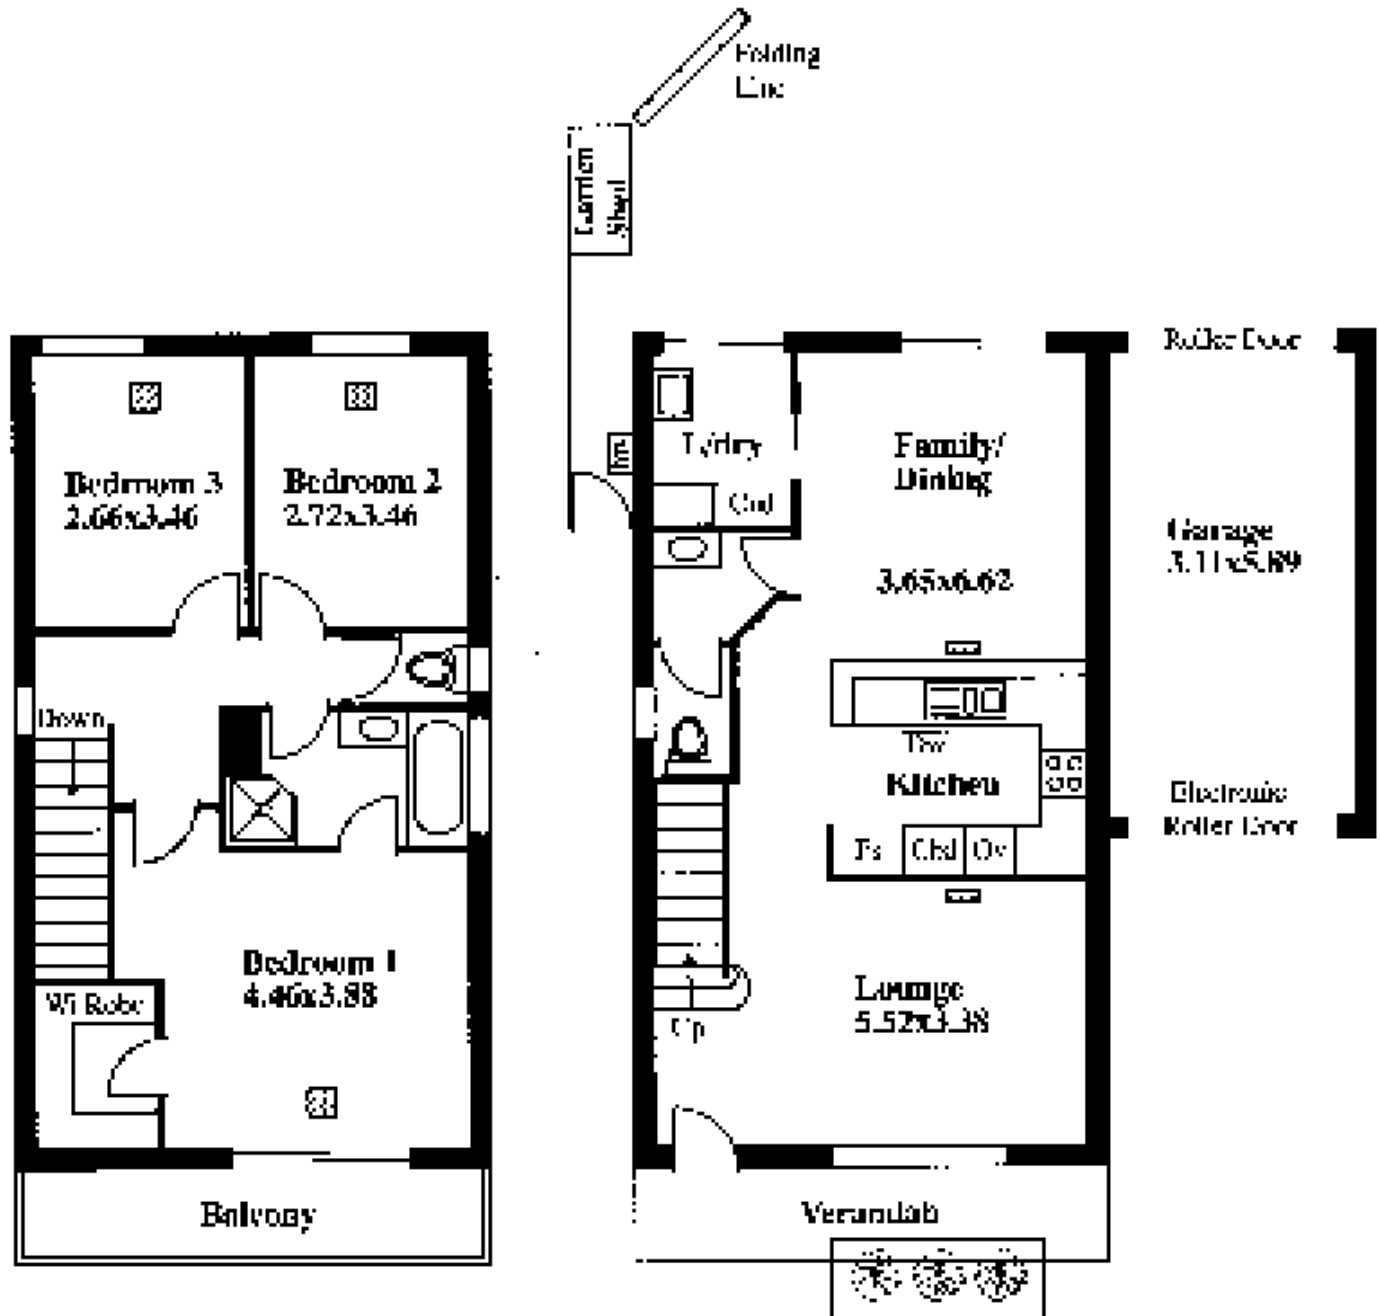 Folding
Line
Garden
Shed
Roller Door
Bedroom 3
2.66x3.46
Bedroom 2
2.72x3.46
L'dry
Family/
Dining
Cbd
Garage
3.11x5.89
3.65x6.62
Down
Dw
Kitchen
Electronic
Roller Door
Fs
Cbd
Ov
Bedroom 1
4.46x3.88
Lounge
5.52x3.38
Wi Robe
Up
Balcony
Verandah